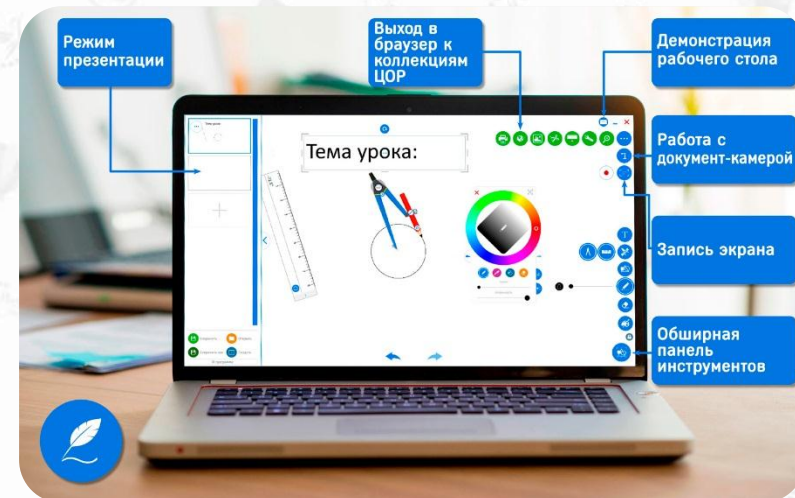 Режим
презентации
Выход в
браузер к
коллекциям
ЦОР
Демонстрация
рабочего стола
Работа с
документ-камерой
Запись экрана
Обширная
панель
инструментов
Тема урока: